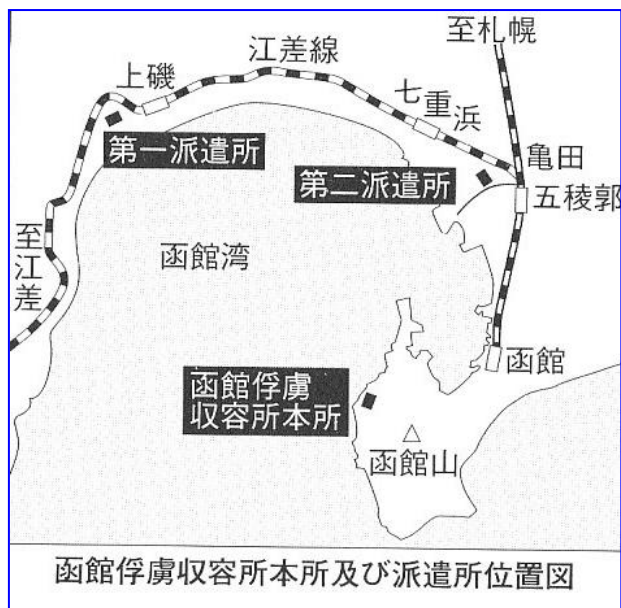 至札幌
江差線
上磯
七重浜
第一派遣所
亀田
第二派遣所
五稜郭
至江差
函館湾
函館
函館俘虜
収容所本所
函館山
函館俘虜収容所本所及び派遣所位置図